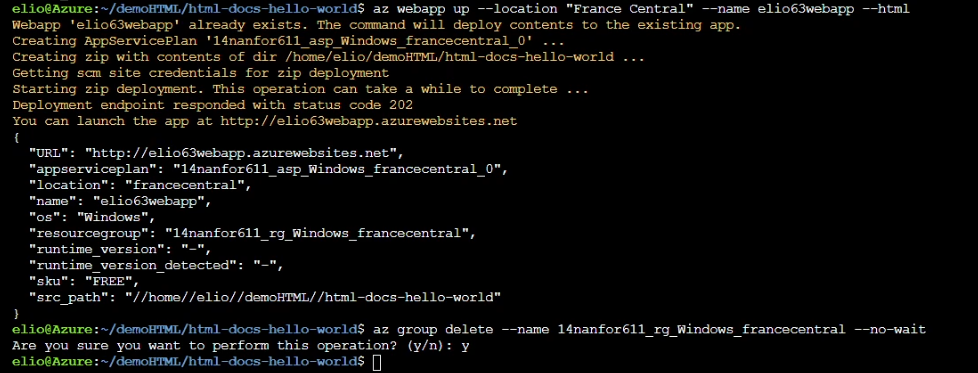 elio@Azure:~/demoHTML/html-docs-hello-world$ az webapp up --location "France Central" --name elio63webapp --html
Webapp 'elio63webapp' already exists. The command will deploy contents to the existing app.
Creating AppServicePlan '14nanfor611_asp_Windows_francecentral_0' ...
Creating zip with contents of dir /home/elio/demoHTML/html-docs-hello-world ...
Getting scm site credentials for zip deployment
Starting zip deployment. This operation can take a while to complete ...
Deployment endpoint responded with status code 202
You can launch the app at http://elio63webapp.azurewebsites.net
{
  "URL": "http://elio63webapp.azurewebsites.net",
  "appserviceplan": "14nanfor611_asp_Windows_francecentral_0",
  "location": "francecentral",
  "name": "elio63webapp",
  "os": "Windows",
  "resourcegroup": "14nanfor611_rg_Windows_francecentral",
  "runtime_version": "-",
  "runtime_version_detected": "-",
  "sku": "FREE",
  "src_path": "//home//elio//demoHTML//html-docs-hello-world"
}
elio@Azure:~/demoHTML/html-docs-hello-world$ az group delete --name 14nanfor611_rg_Windows_francecentral --no-wait
Are you sure you want to perform this operation? (y/n): y
elio@Azure:~/demoHTML/html-docs-hello-world$